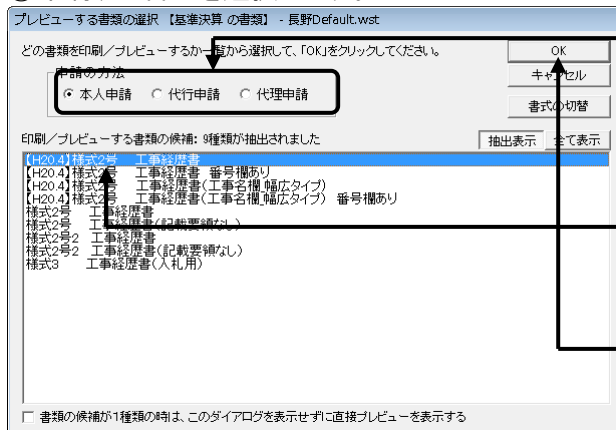 プレビューする書類の選択 【基準決算 の書類】 - 長野Default.wst
どの書類を印刷／プレビューするか一覧から選択して、「OK」をクリックしてください。
OK
申請の方法
キャンセル
本人申請 代行申請 代理申請
書式の切替
印刷／プレビューする書類の候補: 9種類が抽出されました
抽出表示 全て表示
【H20.4】様式2号 工事経歴書
【H20.4】様式2号 工事経歴書 番号欄あり
【H20.4】様式2号 工事経歴書(工事名欄_幅広タイプ)
【H20.4】様式2号 工事経歴書(工事名欄_幅広タイプ) 番号欄あり
様式2号 工事経歴書
様式2号 工事経歴書(記載要領なし)
様式2号2 工事経歴書
様式2号2 工事経歴書(記載要領なし)
様式3 工事経歴書(入札用)
書類の候補が1種類の時は、このダイアログを表示せずに直接プレビューを表示する